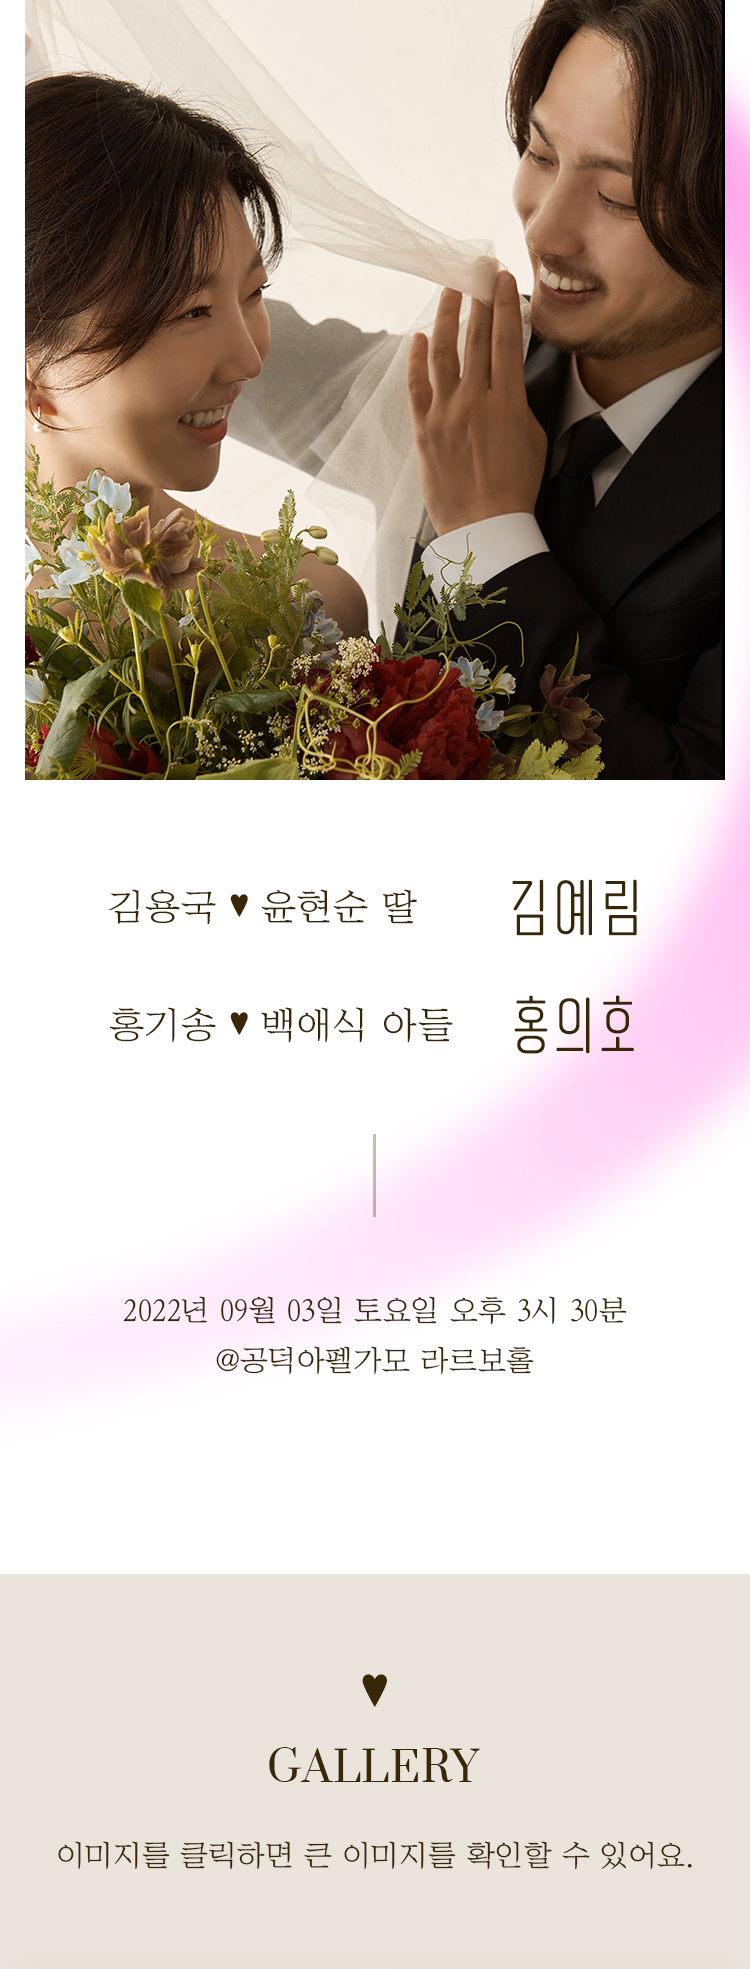 김용국 ♥ 윤현순 딸 김예림
홍기송 ♥ 백애식 아들 홍의호
2022년 09월 03일 토요일 오후 3시 30분
@공덕아펠가모 라르보홀
♥
GALLERY
이미지를 클릭하면 큰 이미지를 확인할 수 있어요.